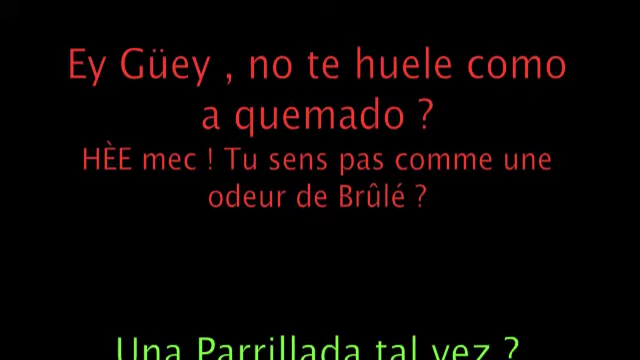 Ey Güey , no te huele como
a quemado ?
HÈE mec ! Tu sens pas comme une
odeur de Brûlé ?
Una Parrillada tal vez ?